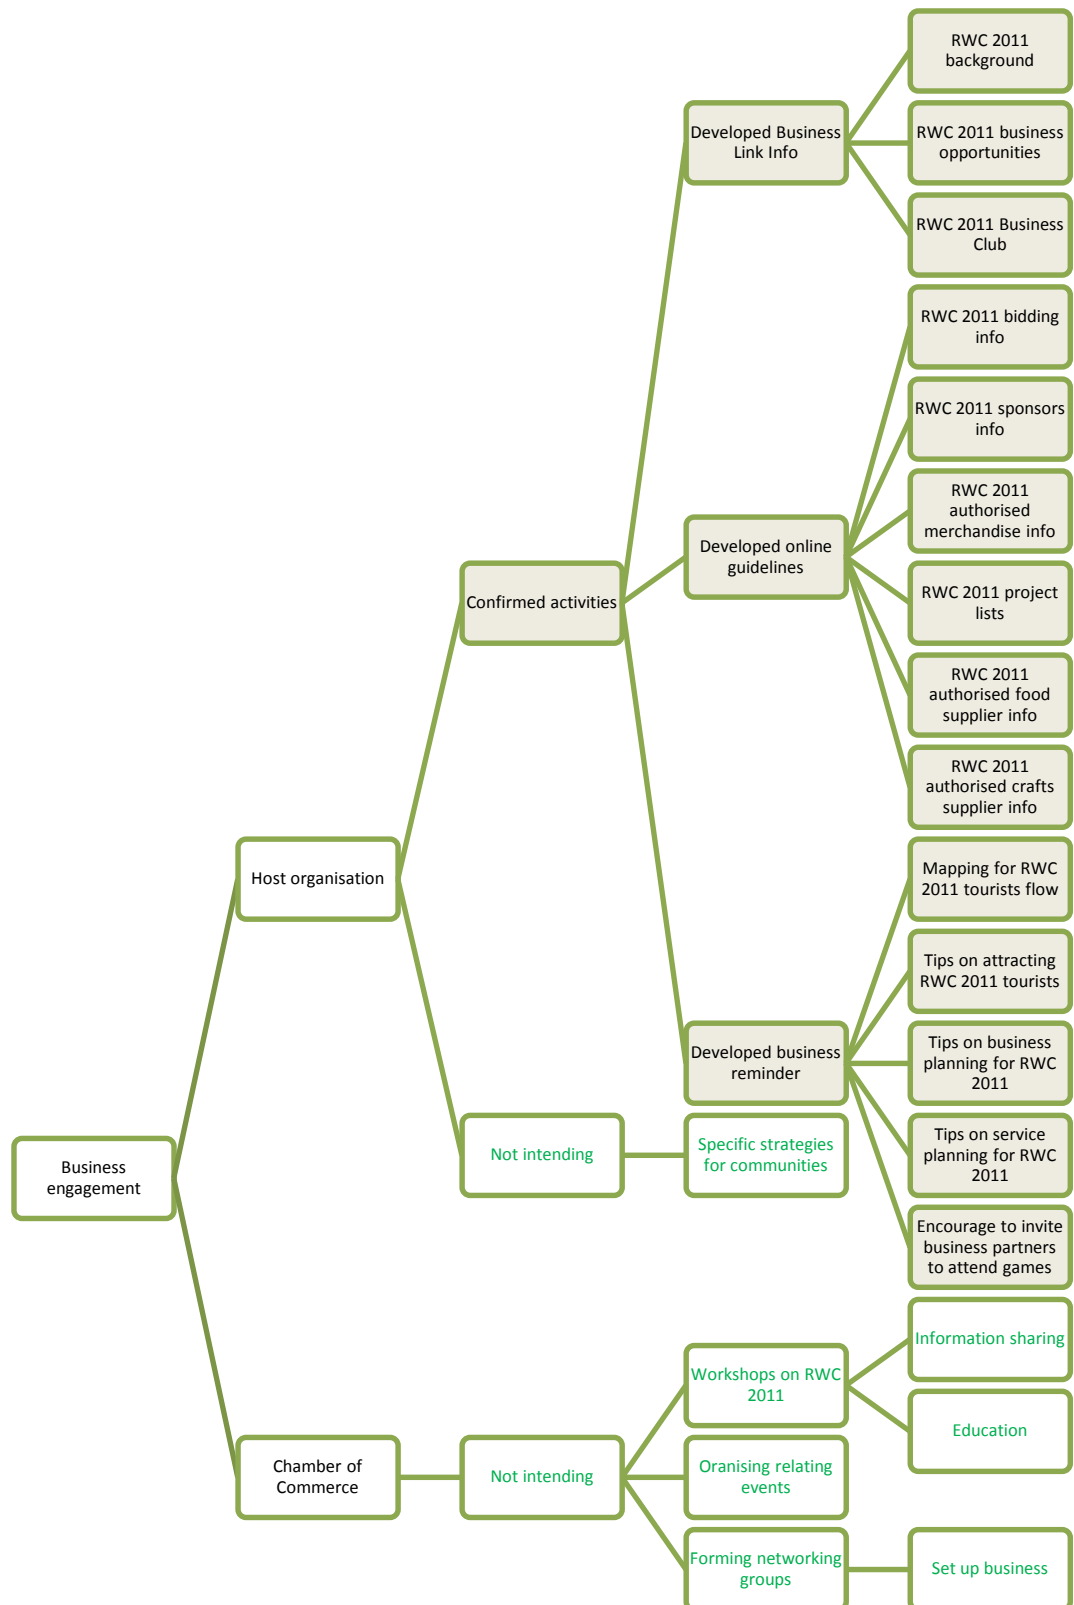 RWC 2011
background
Developed Business
Link Info
RWC 2011 business
opportunities
RWC 2011 Business
Club
RWC 2011 bidding
info
RWC 2011 sponsors
info
RWC 2011
authorised
merchandise info
Developed online
guidelines
Confirmed activities
RWC 2011 project
lists
RWC 2011
authorised food
supplier info
RWC 2011
authorised crafts
supplier info
Host organisation
Mapping for RWC
2011 tourists flow
Tips on attracting
RWC 2011 tourists
Developed business
reminder
Tips on business
planning for RWC
2011
Tips on service
planning for RWC
2011
Encourage to invite
business partners
to attend games
Not intending
Specific strategies
for communities
Business
engagement
Information sharing
Workshops on RWC
2011
Education
Chamber of
Commerce
Not intending
Oranising relating
events
Forming networking
groups
Set up business